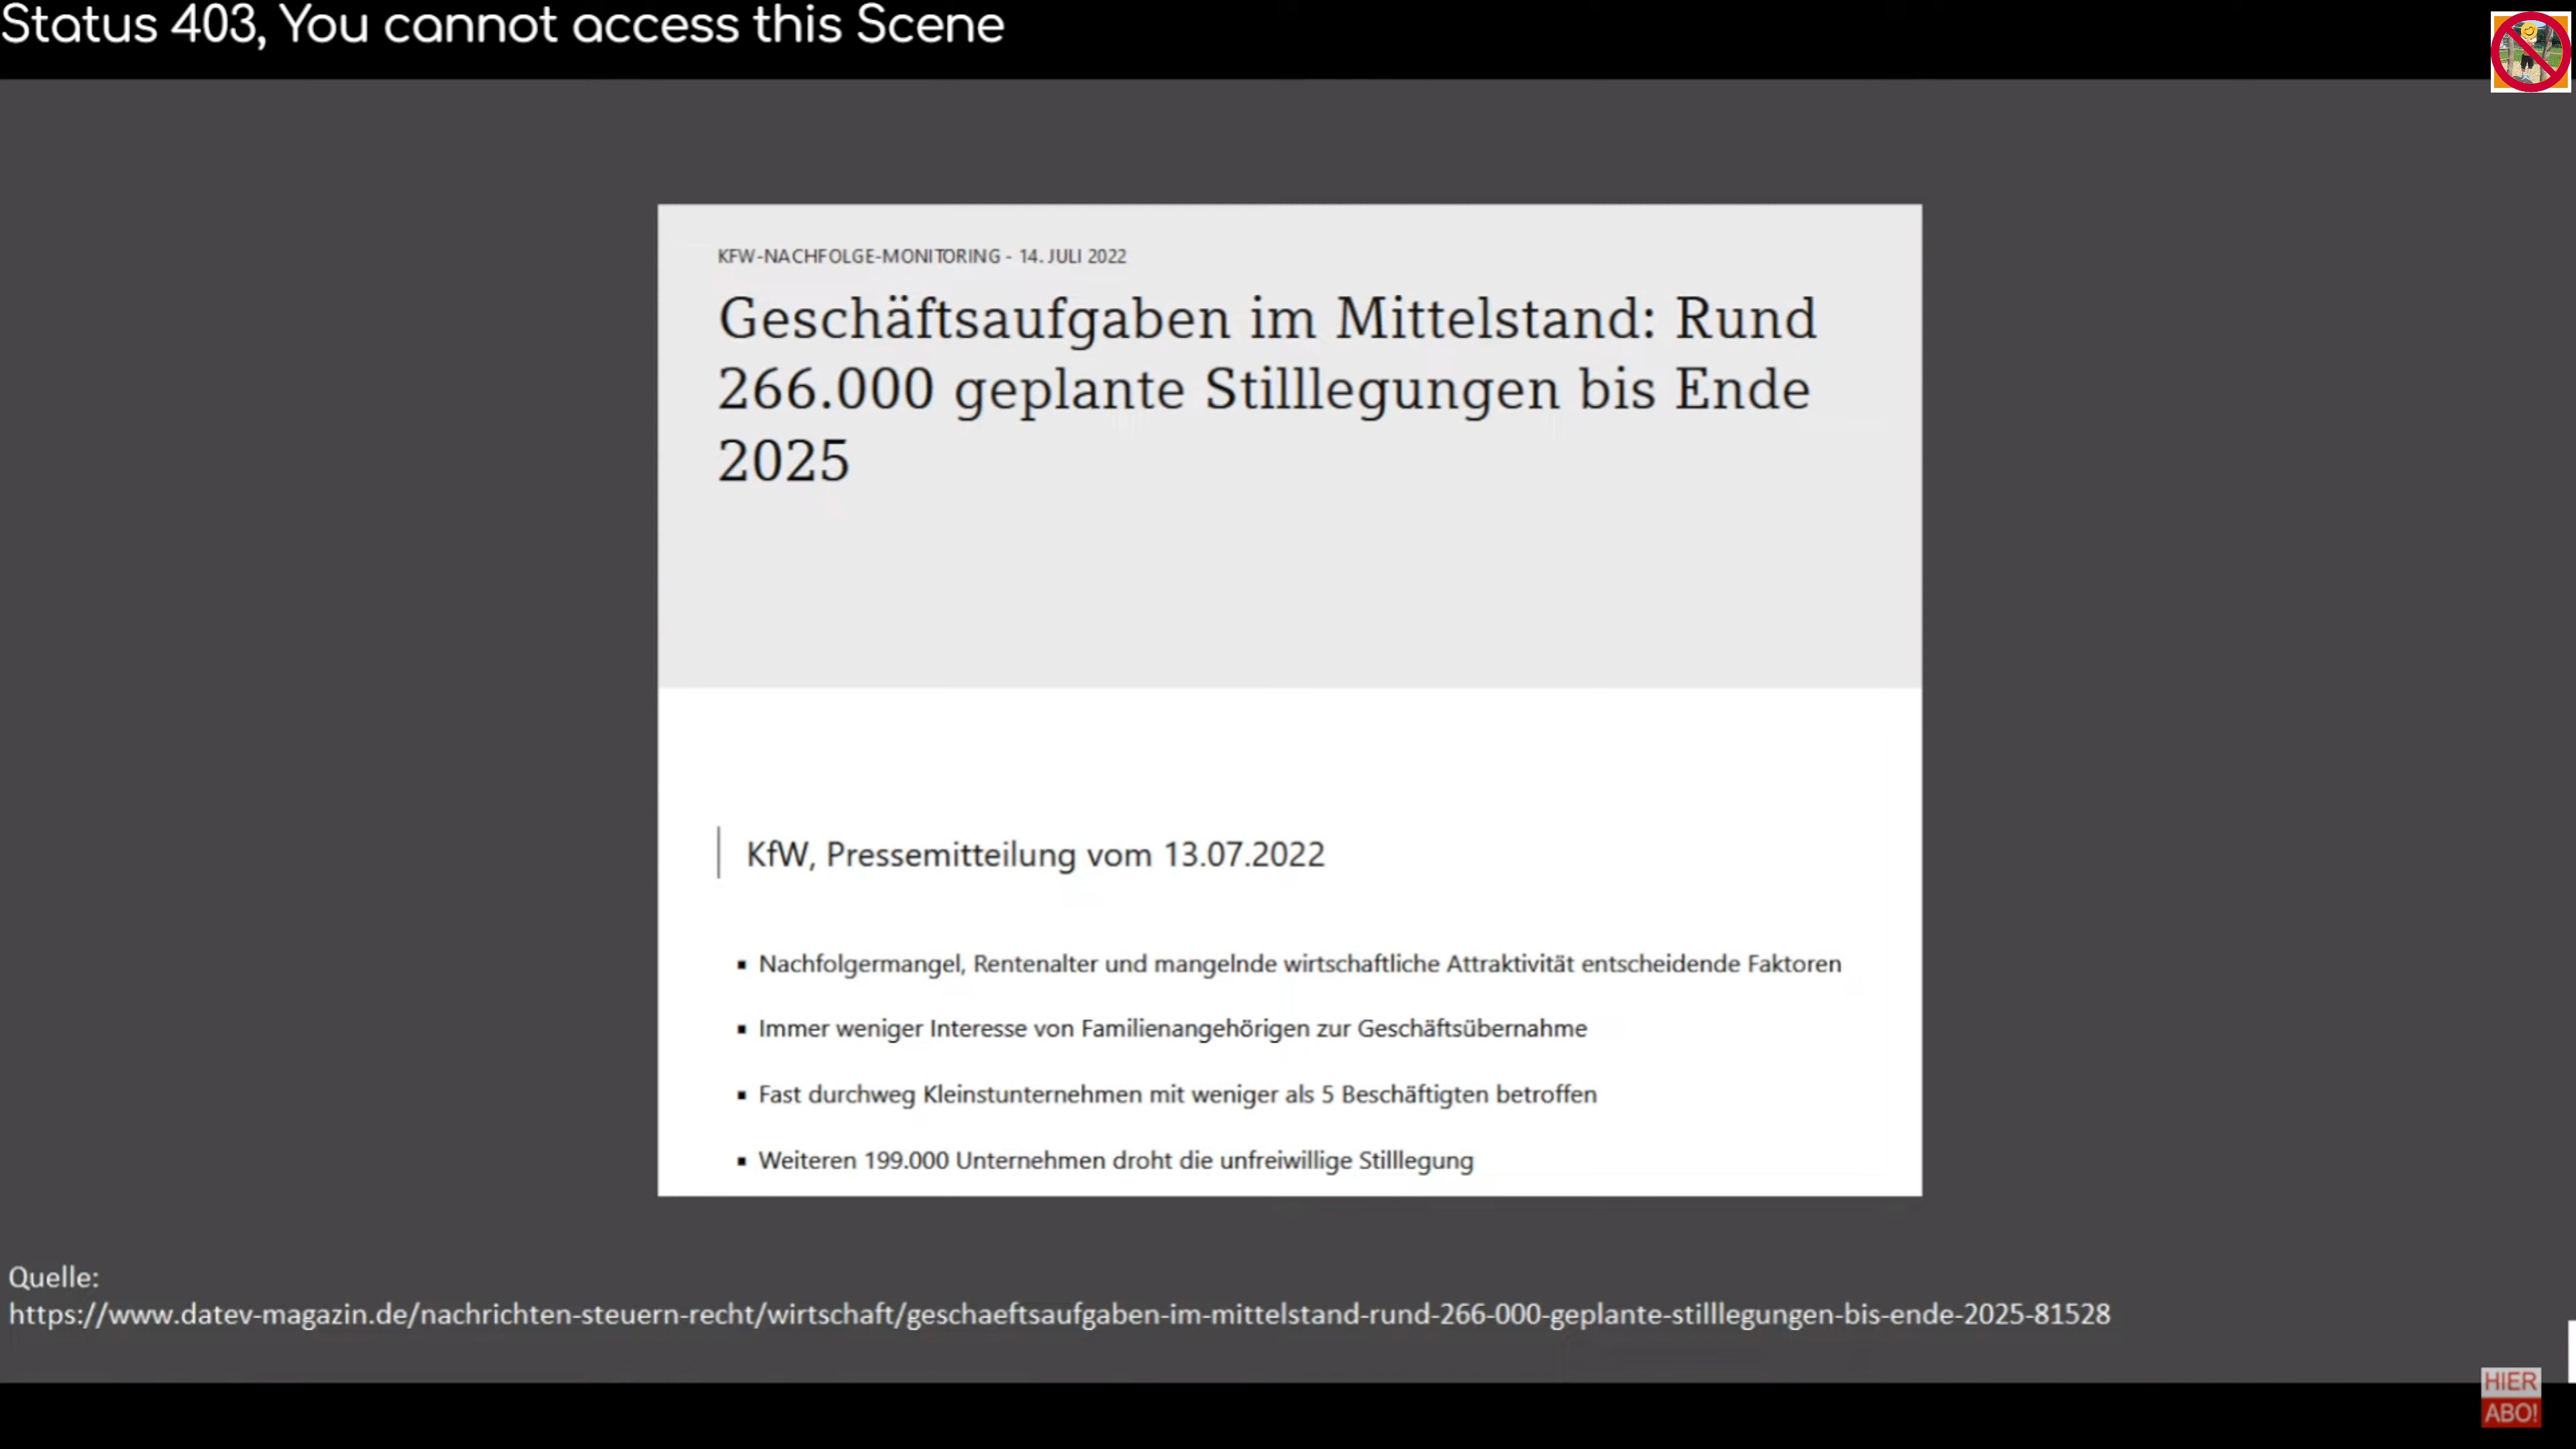 Status 403, You cannot access this Scene
KFW-NACHFOLGE-MONITORING - 14. JULI 2022
Geschäftsaufgaben im Mittelstand: Rund
266.000 geplante Stilllegungen bis Ende
2025
KfW, Pressemitteilung vom 13.07.2022
▪ Nachfolgermangel, Rentenalter und mangelnde wirtschaftliche Attraktivität entscheidende Faktoren
▪ Immer weniger Interesse von Familienangehörigen zur Geschäftsübernahme
▪ Fast durchweg Kleinstunternehmen mit weniger als 5 Beschäftigten betroffen
▪ Weiteren 199.000 Unternehmen droht die unfreiwillige Stilllegung
Quelle:
https://www.datev-magazin.de/nachrichten-steuern-recht/wirtschaft/geschaeftsaufgaben-im-mittelstand-rund-266-000-geplante-stilllegungen-bis-ende-2025-81528
HIER
ABO!